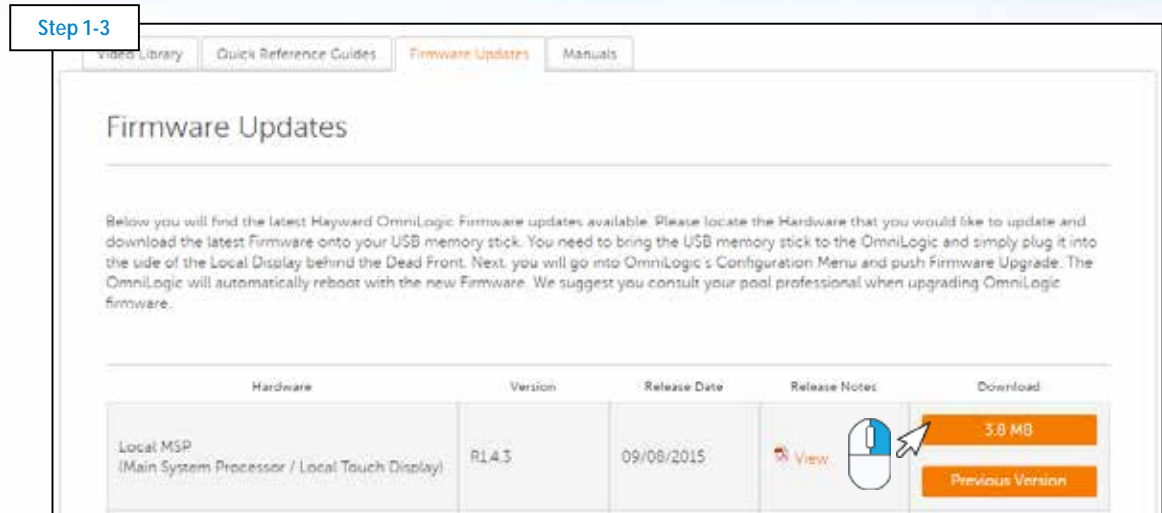 Step 1-3
Video Library
Quick Reference Guides
Firmware Updates
Manuals
Firmware Updates
Below you will find the latest Hayward OmniLogic Firmware updates available. Please locate the Hardware that you would like to update and
download the latest Firmware onto your USB memory stick. You need to bring the USB memory stick to the OmniLogic and simply plug it into
the side of the Local Display behind the Dead Front. Next, you will go into OmniLogic's Configuration Menu and push Firmware Upgrade. The
OmniLogic will automatically reboot with the new Firmware. We suggest you consult your pool professional when upgrading OmniLogic
firmware.
Hardware
Version
Release Date
Release Notes
Download
Local MSP
(Main System Processor / Local Touch Display)
R1.4.3
09/08/2015
View
3.8 MB
Previous Version